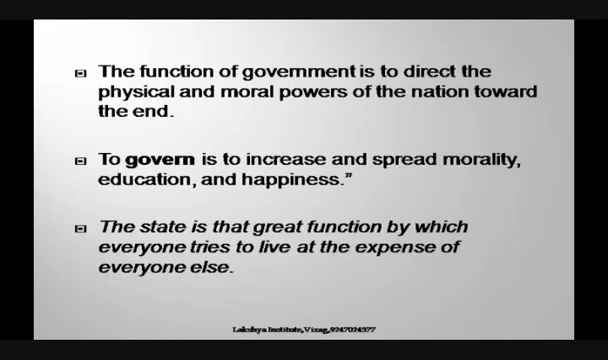 The function of government is to direct the
physical and moral powers of the nation toward
the end.
To govern is to increase and spread morality,
education, and happiness.”
The state is that great function by which
everyone tries to live at the expense of
everyone else.
Lakshya Institute, Vizag, 9247024377